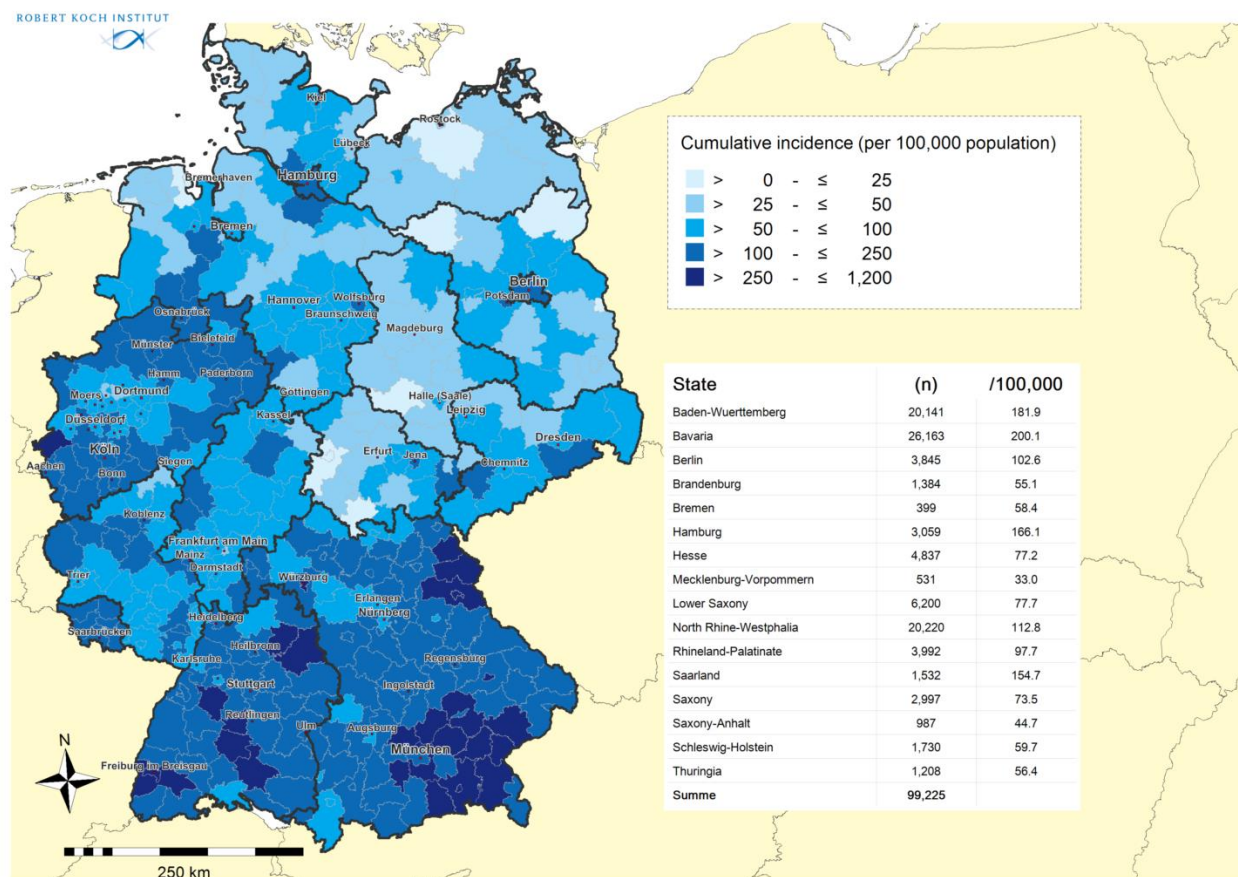 ROBERT KOCH INSTITUT
Kiel
Rostock
Lübeck
Bremerhaven
Hamburg
Bremen
Berlin
Hannover
Wolfsburg
Potsdam
Braunschweig
Osnabrück
Magdeburg
Bielefeld
Münster
Hamm
Paderborn
Göttingen
Halle (Saale)
Moers
Dortmund
Leipzig
Kassel
Düsseldorf
Dresden
Köln
Erfurt
Jena
Aachen
Siegen
Chemnitz
Bonn
Koblenz
Frankfurt am Main
Mainz
Trier
Darmstadt
Würzburg
Erlangen
Nürnberg
Heidelberg
Saarbrücken
Heilbronn
Karlsruhe
Regensburg
Stuttgart
Ingolstadt
Reutlingen
Ulm
Augsburg
München
Freiburg im Breisgau
N
250 km
Cumulative incidence (per 100,000 population)
> 0 - ≤ 25
> 25 - ≤ 50
> 50 - ≤ 100
> 100 - ≤ 250
> 250 - ≤ 1,200
State (n) /100,000
Baden-Wuerttemberg 20,141 181.9
Bavaria 26,163 200.1
Berlin 3,845 102.6
Brandenburg 1,384 55.1
Bremen 399 58.4
Hamburg 3,059 166.1
Hesse 4,837 77.2
Mecklenburg-Vorpommern 531 33.0
Lower Saxony 6,200 77.7
North Rhine-Westphalia 20,220 112.8
Rhineland-Palatinate 3,992 97.7
Saarland 1,532 154.7
Saxony 2,997 73.5
Saxony-Anhalt 987 44.7
Schleswig-Holstein 1,730 59.7
Thuringia 1,208 56.4
Summe 99,225